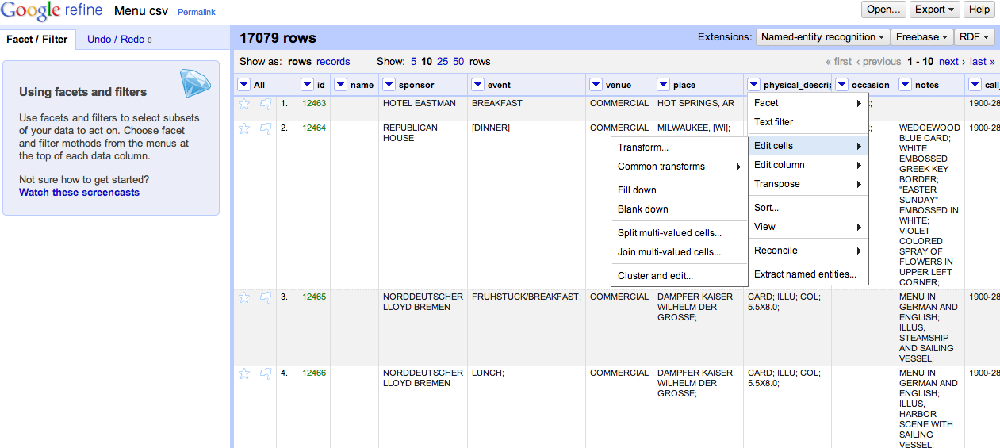 Google refine Menu csv Permalink
Open... Export Help
Facet / Filter Undo / Redo 0
17079 rows
Extensions: Named-entity recognition Freebase RDF
Show as: rows records Show: 5 10 25 50 rows
« first ‹ previous 1 - 10 next › last »
Using facets and filters
Use facets and filters to select subsets
of your data to act on. Choose facet
and filter methods from the menus at
the top of each data column.
Not sure how to get started?
Watch these screencasts
All id name sponsor event venue place physical_descrip occasion notes call_
1. 12463 HOTEL EASTMAN BREAKFAST COMMERCIAL HOT SPRINGS, AR ; 1900-28
2. 12464
REPUBLICAN
HOUSE
[DINNER]
COMMERCIAL
MILWAUKEE, [WI];
;
WEDGEWOOD
BLUE CARD;
WHITE
EMBOSSED
GREEK KEY
BORDER;
"EASTER
SUNDAY"
EMBOSSED IN
WHITE;
VIOLET
COLORED
SPRAY OF
FLOWERS IN
UPPER LEFT
CORNER;
1900-28
Facet
Text filter
Edit cells
Edit column
Transpose
Sort...
View
Reconcile
Extract named entities...
Transform...
Common transforms
Fill down
Blank down
Split multi-valued cells...
Join multi-valued cells...
Cluster and edit...
3. 12465
NORDDEUTSCHER
LLOYD BREMEN
FRUHSTUCK/BREAKFAST;
COMMERCIAL
DAMPFER KAISER
WILHELM DER
GROSSE;
CARD; ILLU; COL;
5.5X8.0;
MENU IN
GERMAN AND
ENGLISH;
ILLUS,
STEAMSHIP
AND SAILING
VESSEL;
1900-28
4. 12466
NORDDEUTSCHER
LLOYD BREMEN
LUNCH;
COMMERCIAL
DAMPFER KAISER
WILHELM DER
GROSSE;
CARD; ILLU; COL;
5.5X8.0;
MENU IN
GERMAN AND
ENGLISH;
ILLUS,
HARBOR
SCENE WITH
SAILING
VESSEL;
1900-28